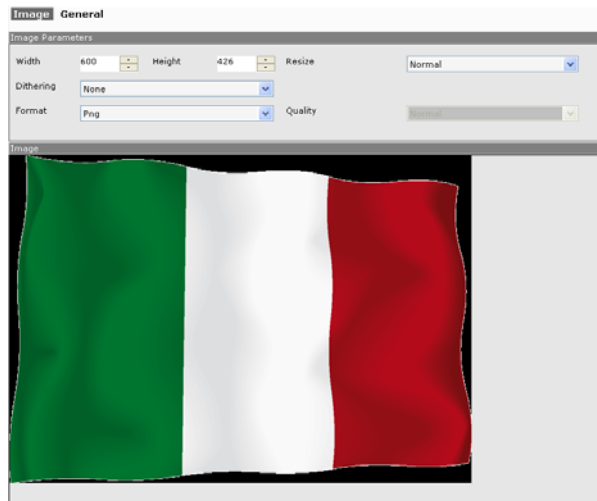 Image General
Image Parameters
Width 600 Height 426 Resize Normal
Dithering None
Format Png Quality Normal
Image